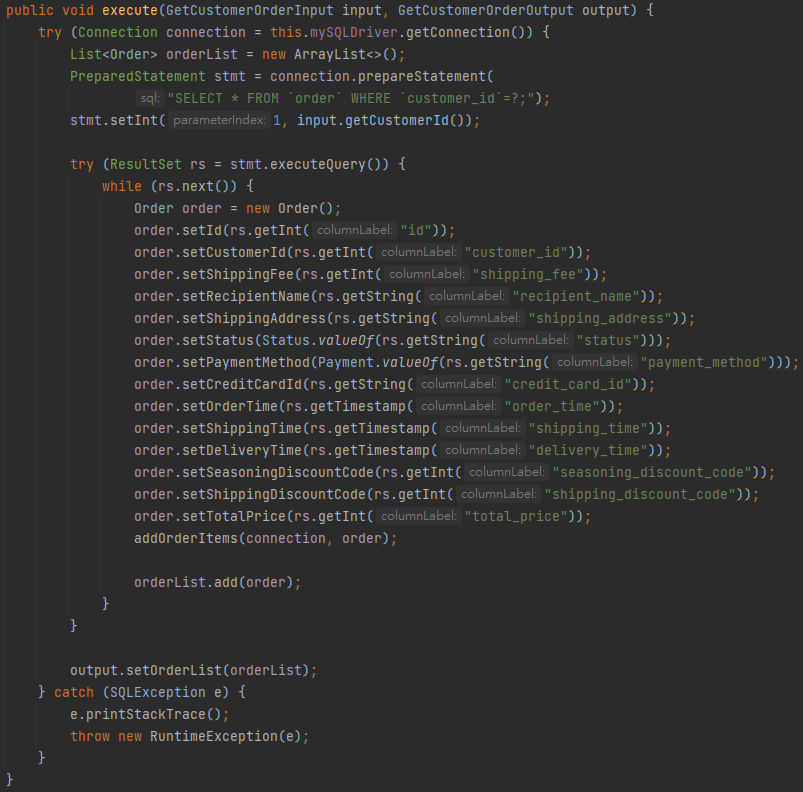 public void execute(GetCustomerOrderInput input, GetCustomerOrderOutput output) {
try (Connection connection = this.mySQLDriver.getConnection()) {
List<Order> orderList = new ArrayList<>();
PreparedStatement stmt = connection.prepareStatement(
sql: "SELECT * FROM `order` WHERE `customer_id`=?;");
stmt.setInt( parameterIndex: 1, input.getCustomerId());
try (ResultSet rs = stmt.executeQuery()) {
while (rs.next()) {
Order order = new Order();
order.setId(rs.getInt( columnLabel: "id"));
order.setCustomerId(rs.getInt( columnLabel: "customer_id"));
order.setShippingFee(rs.getInt( columnLabel: "shipping_fee"));
order.setRecipientName(rs.getString( columnLabel: "recipient_name"));
order.setShippingAddress(rs.getString( columnLabel: "shipping_address"));
order.setStatus(Status.valueOf(rs.getString( columnLabel: "status")));
order.setPaymentMethod(Payment.valueOf(rs.getString( columnLabel: "payment_method")));
order.setCreditCardId(rs.getString( columnLabel: "credit_card_id"));
order.setOrderTime(rs.getTimestamp( columnLabel: "order_time"));
order.setShippingTime(rs.getTimestamp( columnLabel: "shipping_time"));
order.setDeliveryTime(rs.getTimestamp( columnLabel: "delivery_time"));
order.setSeasoningDiscountCode(rs.getInt( columnLabel: "seasoning_discount_code"));
order.setShippingDiscountCode(rs.getInt( columnLabel: "shipping_discount_code"));
order.setTotalPrice(rs.getInt( columnLabel: "total_price"));
addOrderItems(connection, order);
orderList.add(order);
}
}
output.setOrderList(orderList);
} catch (SQLException e) {
e.printStackTrace();
throw new RuntimeException(e);
}
}